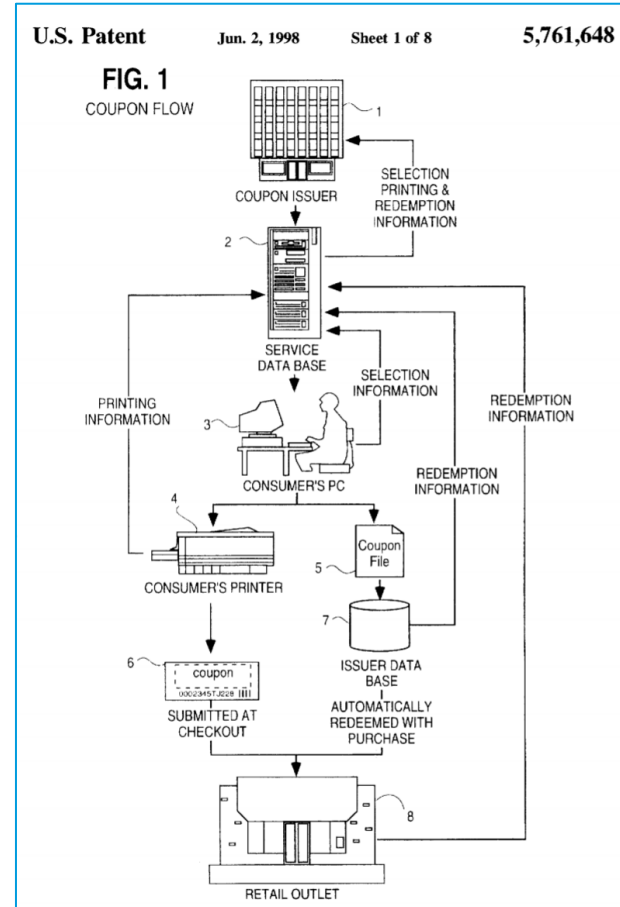 U.S. Patent Jun. 2, 1998 Sheet 1 of 8 5,761,648
FIG. 1
COUPON FLOW
1
COUPON ISSUER
SELECTION
PRINTING &
REDEMPTION
INFORMATION
2
SERVICE
DATA BASE
SELECTION
INFORMATION
PRINTING
INFORMATION
REDEMPTION
INFORMATION
3
CONSUMER'S PC
REDEMPTION
INFORMATION
4
CONSUMER'S PRINTER
5
Coupon
File
7
ISSUER DATA
BASE
6
coupon
0002345TJ228
SUBMITTED AT
CHECKOUT
AUTOMATICALLY
REDEEMED WITH
PURCHASE
8
RETAIL OUTLET